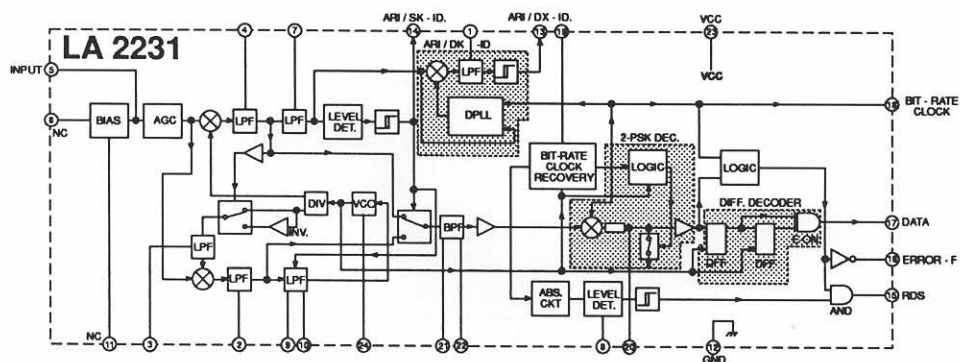 ARI / SK - ID.
ARI / DX - ID.
VCC
4
7
14
1
13
19
23
LA 2231
ARI / DK - ID
INPUT
5
VCC
LPF
DPLL
18
BIT - RATE
CLOCK
8
NC
BIAS
AGC
LPF
LPF
LEVEL
DET.
2-PSK DEC.
BIT-RATE
CLOCK
RECOVERY
LOGIC
LOGIC
DIV
VCO
INV.
LPF
BPF
DIFF. DECODER
17
DATA
E-ON
DFF
DFF
LPF
LPF
16
ERROR - F
ABS.
CKT
LEVEL
DET.
AND
15
RDS
NC
11
3
2
9
10
24
21
22
6
20
12
GND